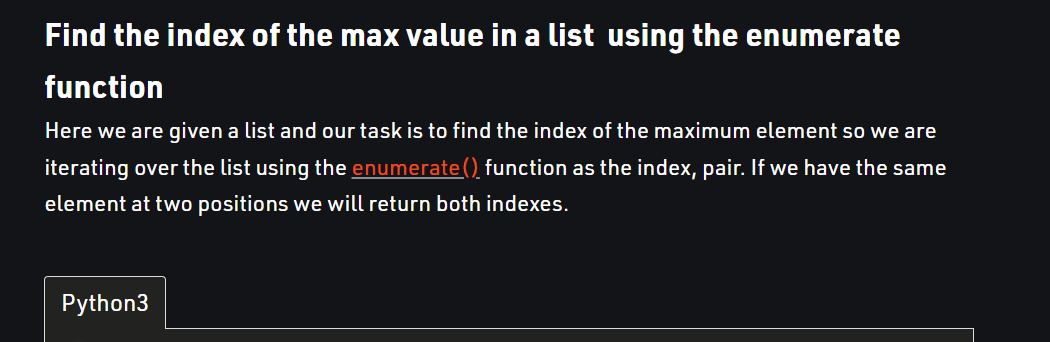 Find the index of the max value in a list  using the enumerate
function
Here we are given a list and our task is to find the index of the maximum element so we are
iterating over the list using the enumerate() function as the index, pair. If we have the same
element at two positions we will return both indexes.
Python3